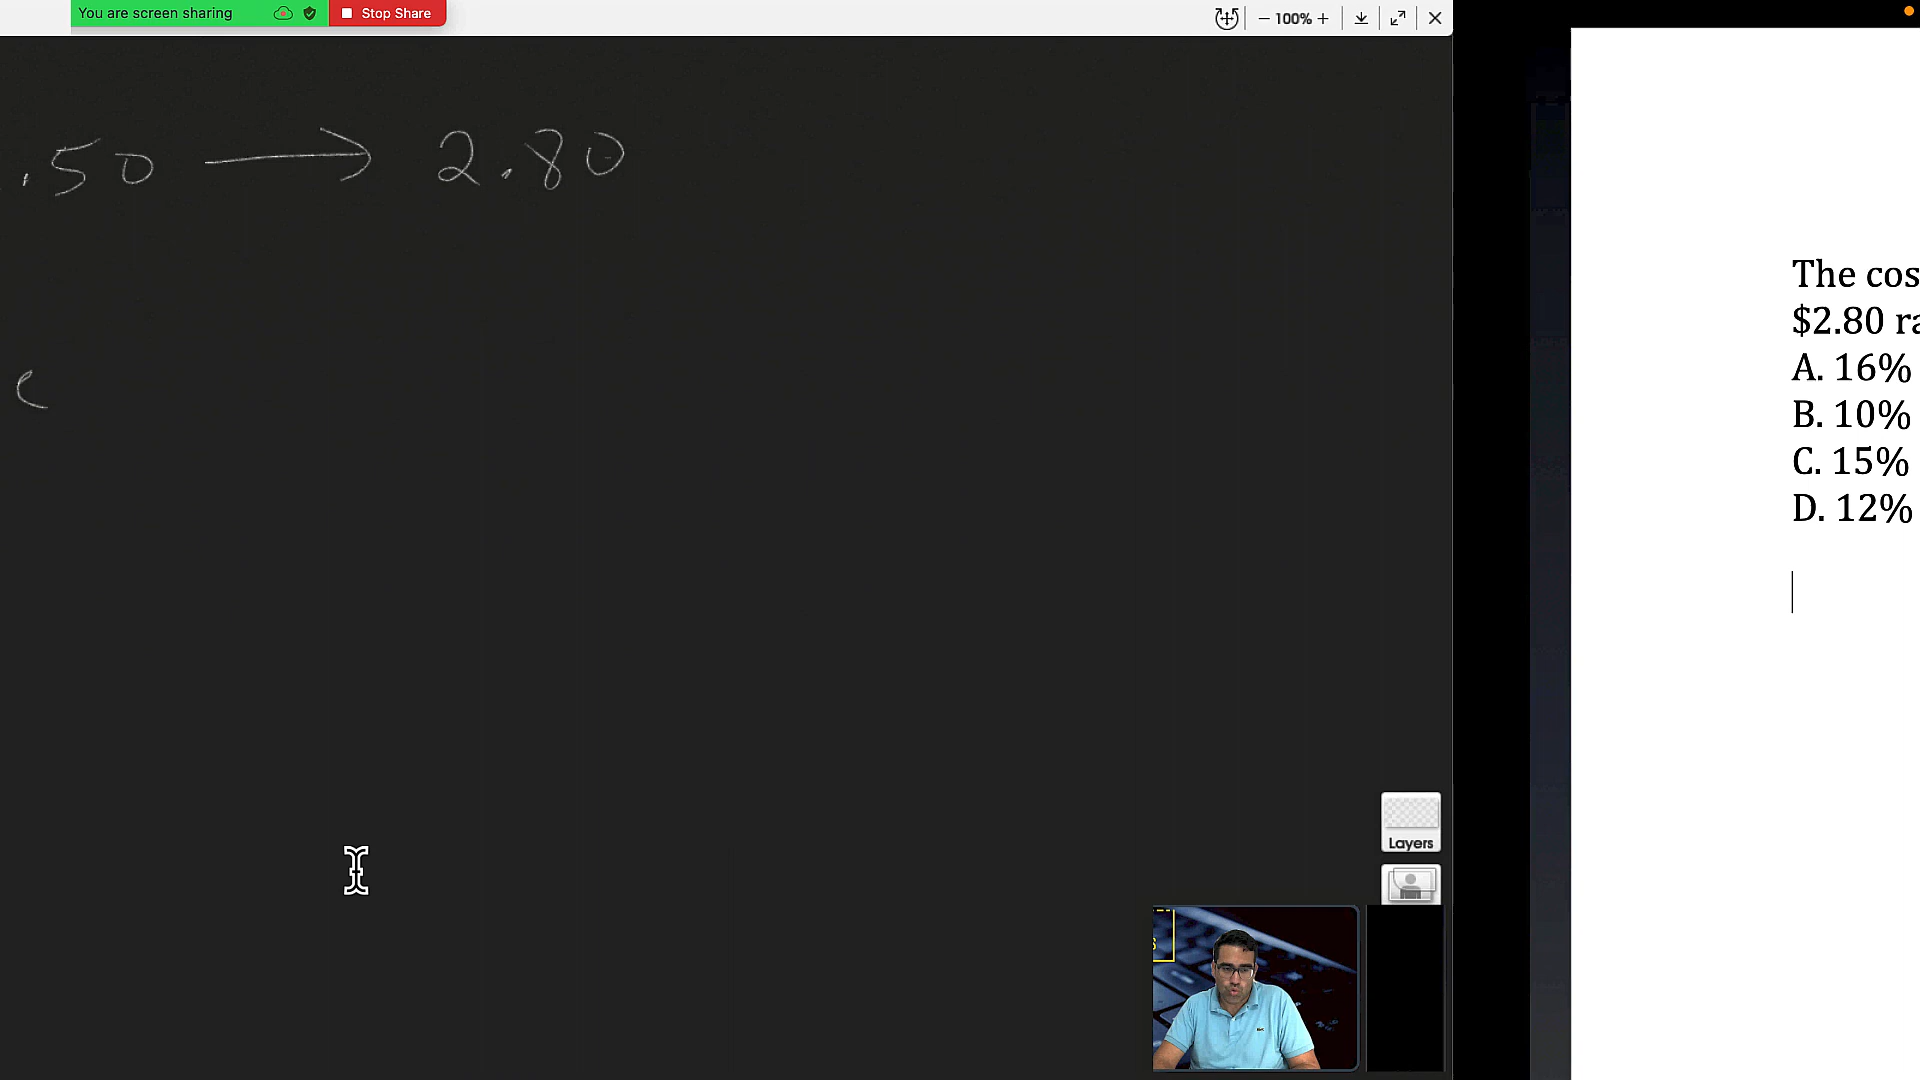 You are screen sharing
Stop Share
100%
.50 → 2.80
The cos
$2.80 ra
A. 16%
B. 10%
C. 15%
D. 12%
Layers